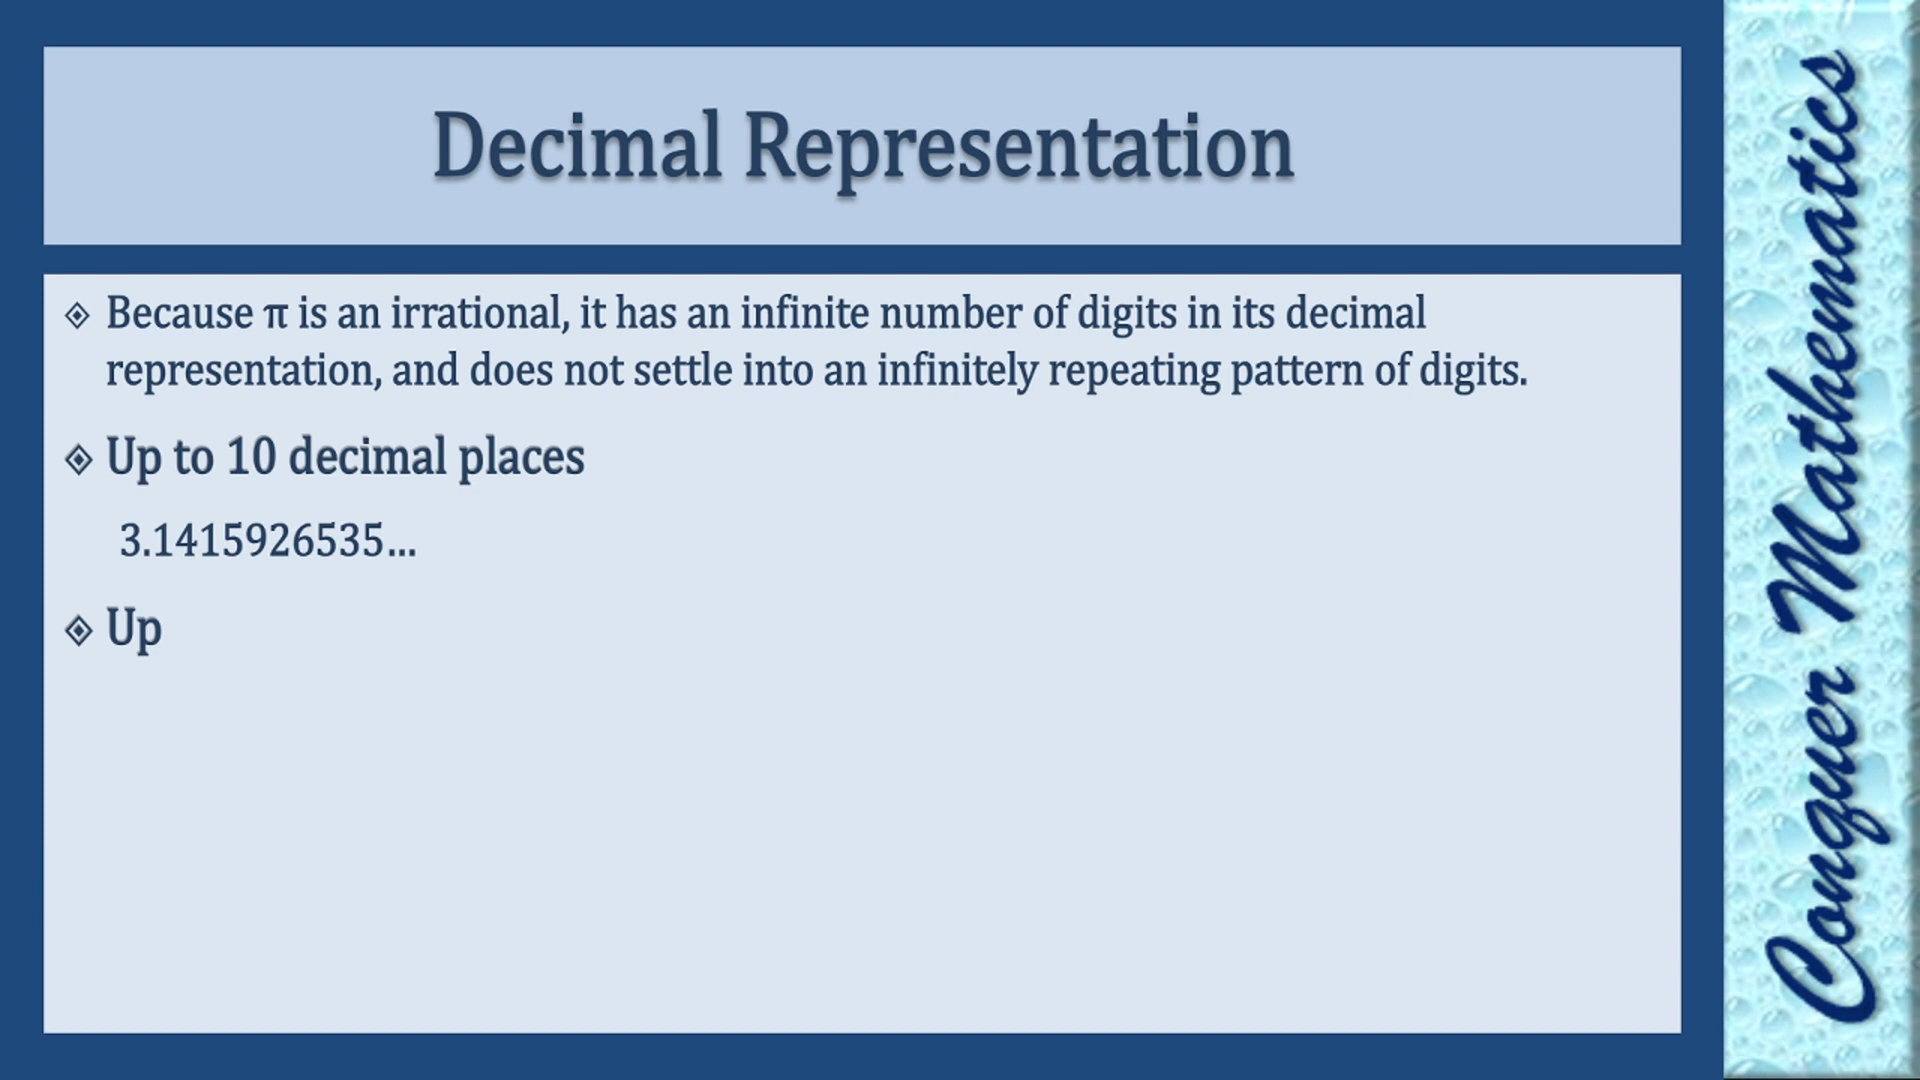 Decimal Representation
Because π is an irrational, it has an infinite number of digits in its decimal
representation, and does not settle into an infinitely repeating pattern of digits.
Up to 10 decimal places
3.1415926535...
Up
Conquer Mathematics